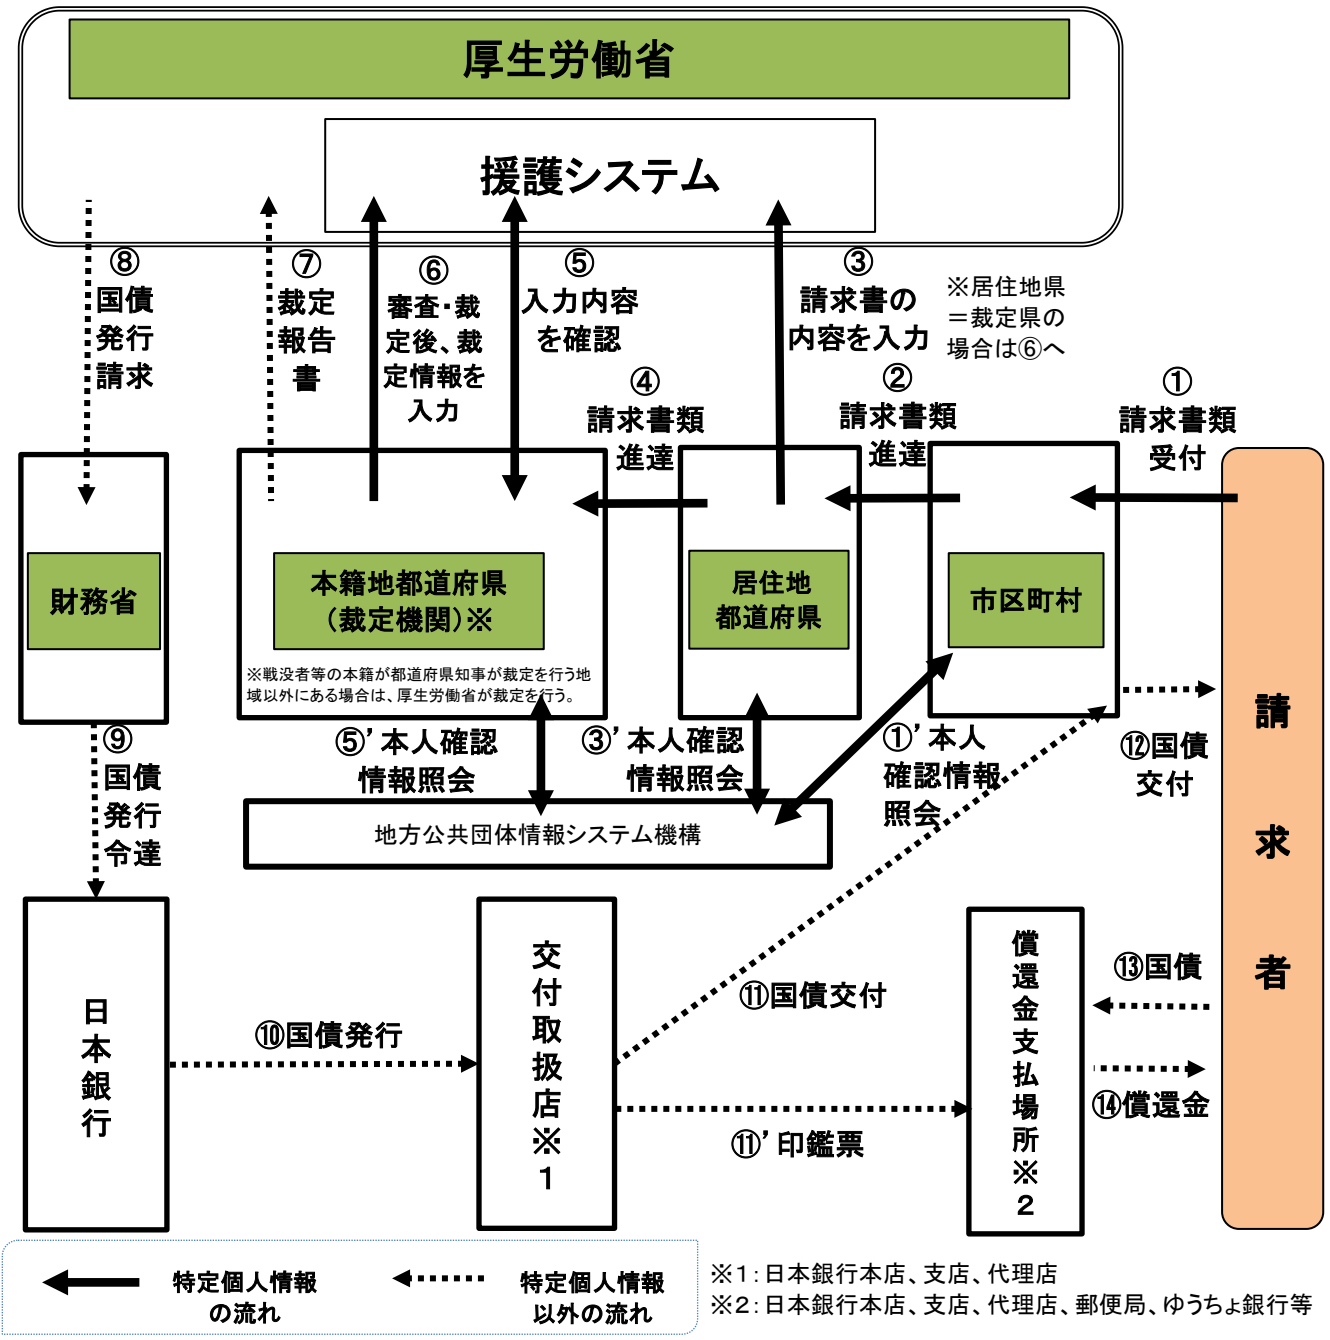 厚生労働省
援護システム
⑧
国債
発行
請求
⑦
裁定
報告
書
⑥
審査・裁
定後、裁
定情報を
入力
⑤
入力内容
を確認
③
請求書の
内容を入力
※居住地県
＝裁定県の
場合は⑥へ
④
請求書類
進達
②
請求書類
進達
①
請求書類
受付
財務省
本籍地都道府県
（裁定機関）※
※戦没者等の本籍が都道府県知事が裁定を行う地
域以外にある場合は、厚生労働省が裁定を行う。
居住地
都道府県
市区町村
請求者
⑨
国債
発行
令達
⑤’本人確認
情報照会
③’本人確認
情報照会
①’本人
確認情報
照会
⑫国債
交付
地方公共団体情報システム機構
日本銀行
⑩国債発行
交付取扱店※１
⑪国債交付
⑪’印鑑票
償還金支払場所※２
⑬国債
⑭償還金
特定個人情報
の流れ
特定個人情報
以外の流れ
※１：日本銀行本店、支店、代理店
※２：日本銀行本店、支店、代理店、郵便局、ゆうちょ銀行等